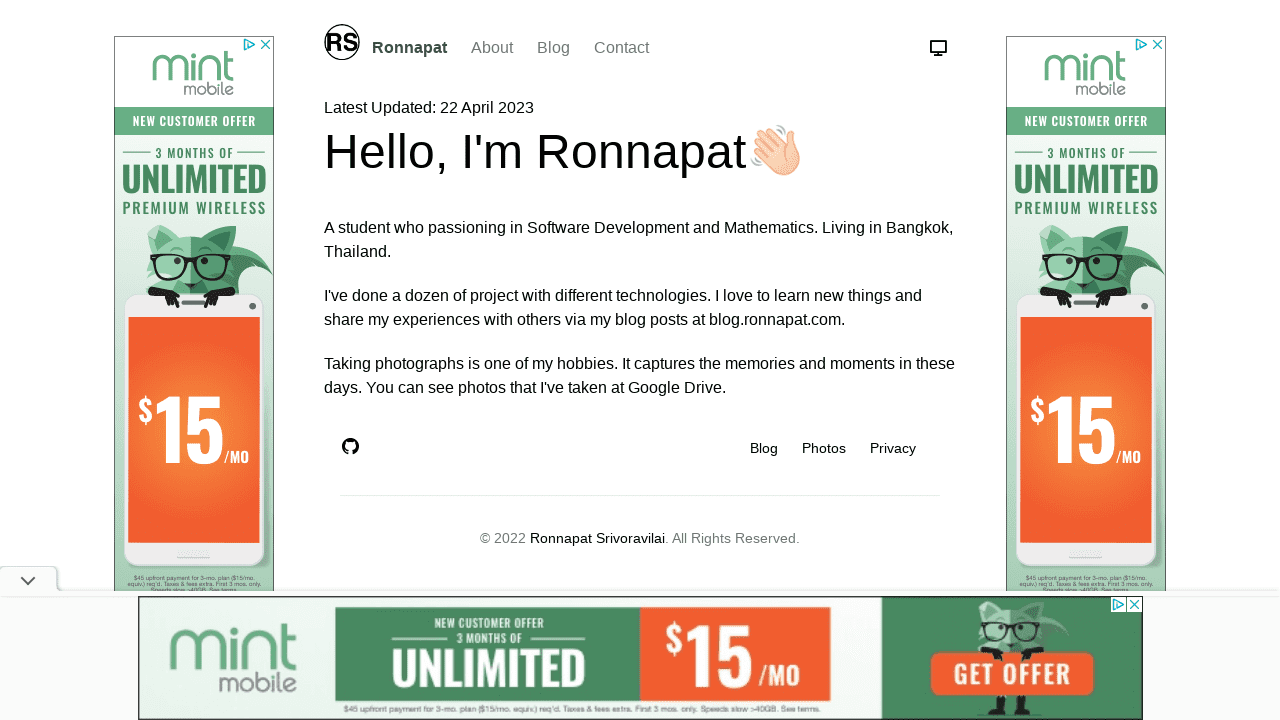 RS
Ronnapat About Blog Contact
Latest Updated: 22 April 2023
Hello, I'm Ronnapat👋🏻
A student who passioning in Software Development and Mathematics. Living in Bangkok,
Thailand.
I've done a dozen of project with different technologies. I love to learn new things and
share my experiences with others via my blog posts at blog.ronnapat.com.
Taking photographs is one of my hobbies. It captures the memories and moments in these
days. You can see photos that I've taken at Google Drive.
Blog Photos Privacy
© 2022 Ronnapat Srivoravilai. All Rights Reserved.
mint
mobile
NEW CUSTOMER OFFER
3 MONTHS OF
UNLIMITED
PREMIUM WIRELESS
$15/MO
$45 upfront payment for 3-mo. plan ($15/mo.
equiv.) req'd. Taxes & fees extra. First 3 mos. only.
Speeds slow >40GB. See terms.
mint
mobile
NEW CUSTOMER OFFER
3 MONTHS OF
UNLIMITED
PREMIUM WIRELESS
$15/MO
$45 upfront payment for 3-mo. plan ($15/mo.
equiv.) req'd. Taxes & fees extra. First 3 mos. only.
Speeds slow >40GB. See terms.
mint
mobile
NEW CUSTOMER OFFER
3 MONTHS OF
UNLIMITED
$15/MO
GET OFFER
$45 upfront payment for 3-mo. plan ($15/mo. equiv.) req'd. Taxes & fees extra. First 3 mos. only. Speeds slow >40GB. See terms.